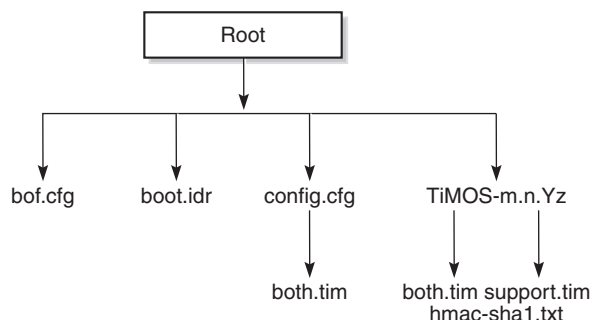 Root
bof.cfg boot.idr config.cfg TiMOS-m.n.Yz
both.tim both.tim support.tim
hmac-sha1.txt